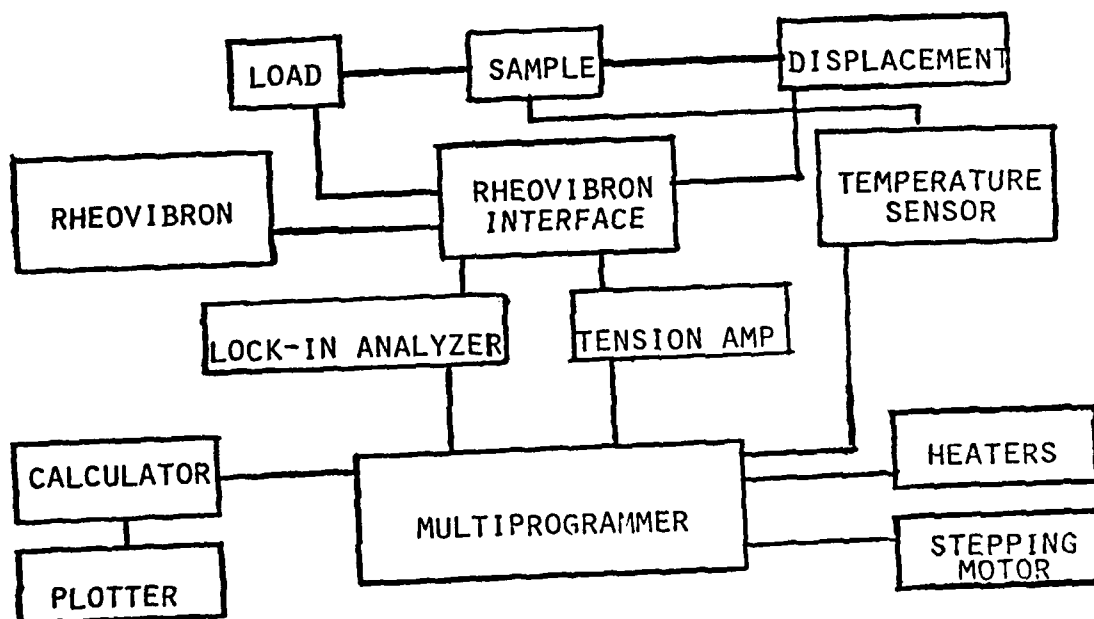 LOAD
SAMPLE
DISPLACEMENT
RHEOVIBRON
RHEOVIBRON
INTERFACE
TEMPERATURE
SENSOR
LOCK-IN ANALYZER
TENSION AMP
CALCULATOR
MULTIPROGRAMMER
HEATERS
PLOTTER
STEPPING
MOTOR